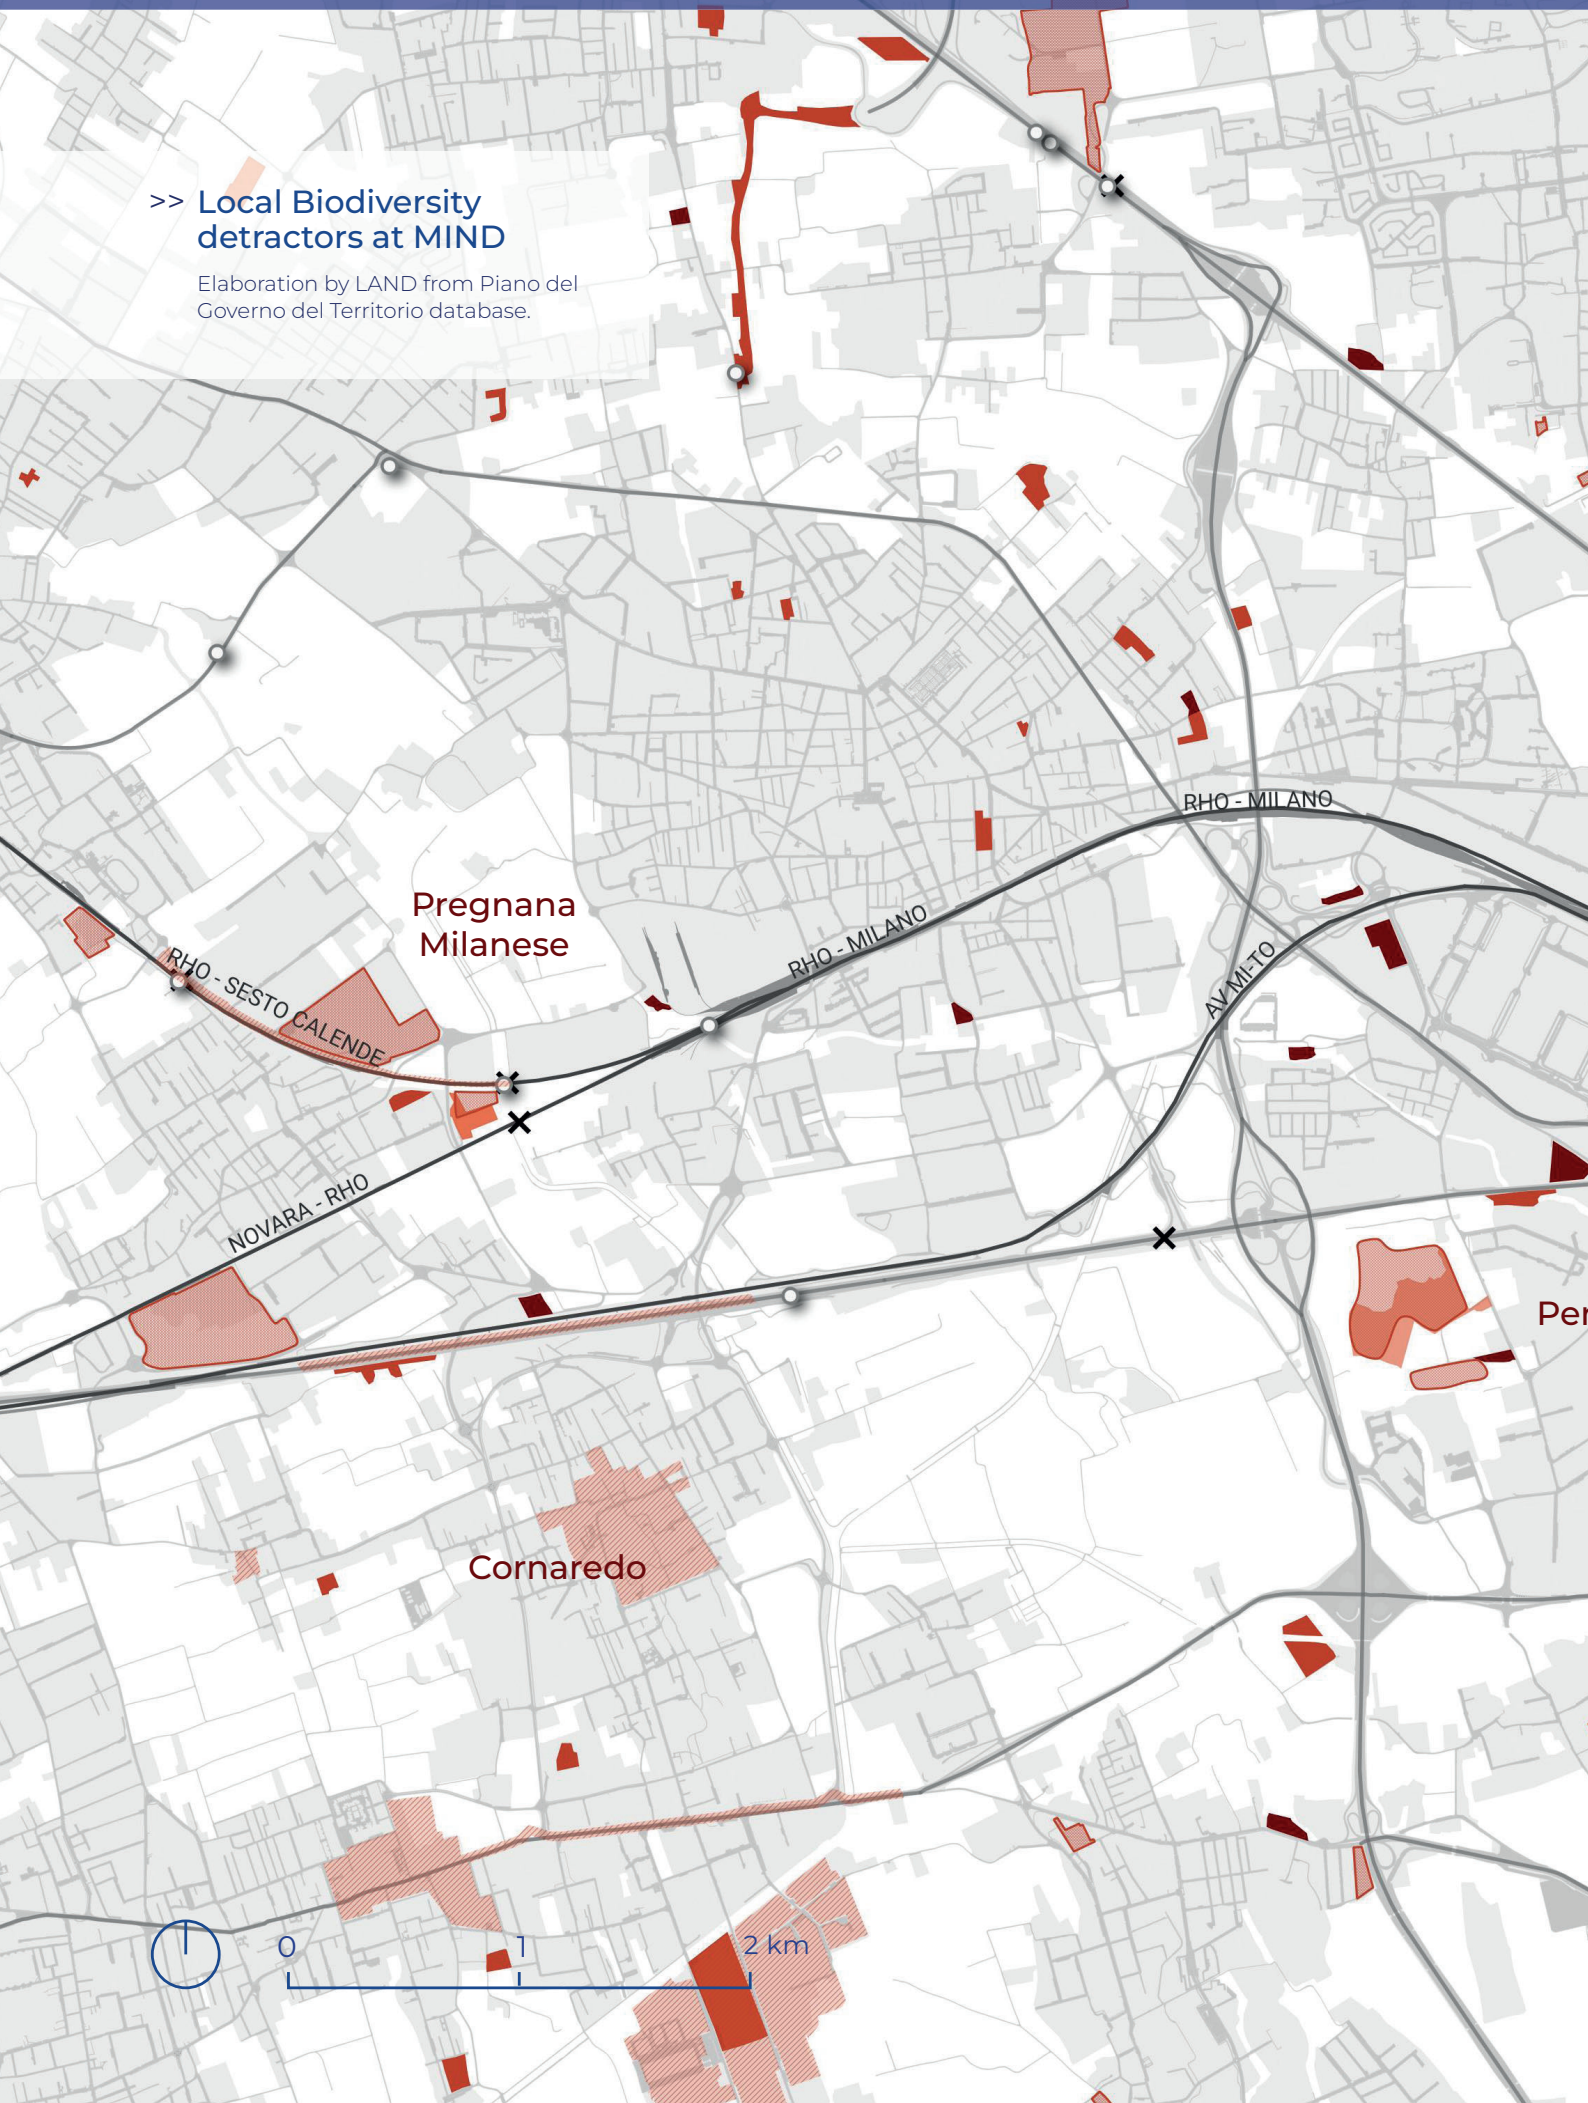 >> Local Biodiversity
detractors at MIND
Elaboration by LAND from Piano del
Governo del Territorio database.
RHO - MILANO
Pregnana
Milanese
RHO - MILANO
RHO - SESTO CALENDE
AV MI-TO
NOVARA - RHO
Per
Cornaredo
0 1 2 km